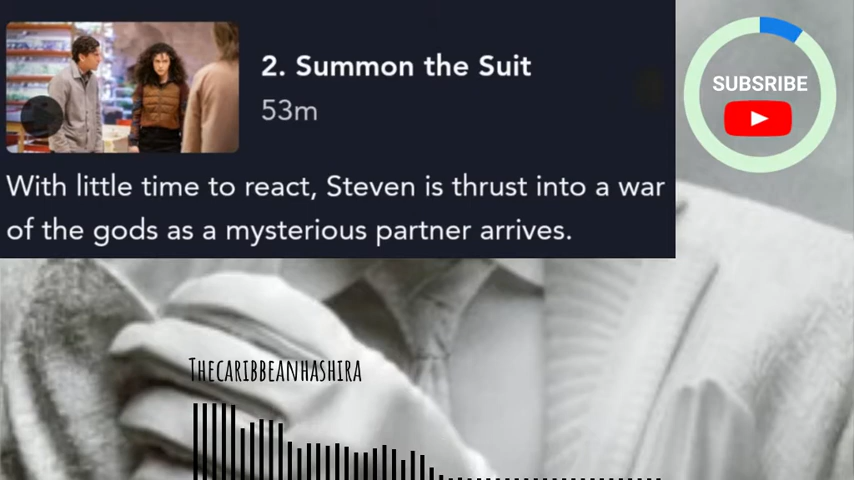 2. Summon the Suit
53m
With little time to react, Steven is thrust into a war
of the gods as a mysterious partner arrives.
SUBSRIBE
THECARIBBEANHASHIRA